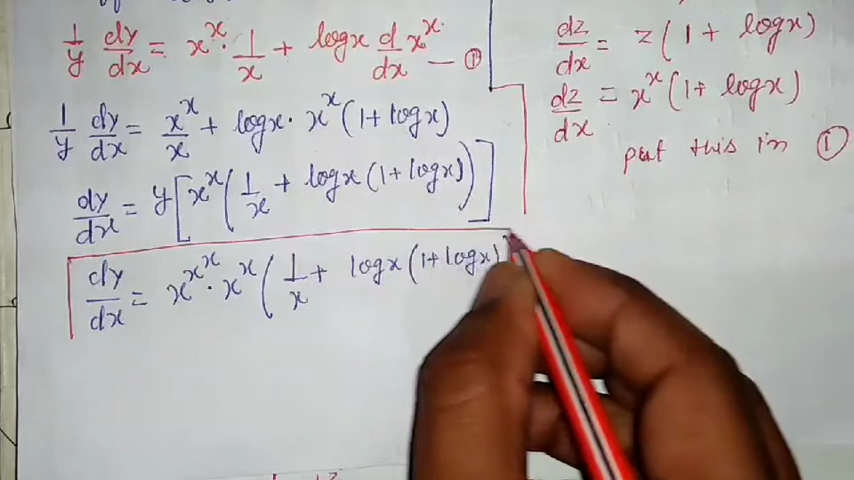 1/y dy/dx = x^x · 1/x + logx d/dx x^x — ①
1/y dy/dx = x^x/x + logx · x^x (1 + logx)
dy/dx = y [ x^x ( 1/x + logx (1 + logx) ) ]
dy/dx = x^x^x · x^x ( 1/x + logx (1 + logx)
dz/dx = z ( 1 + logx )
dz/dx = x^x ( 1 + logx )
put this in ①